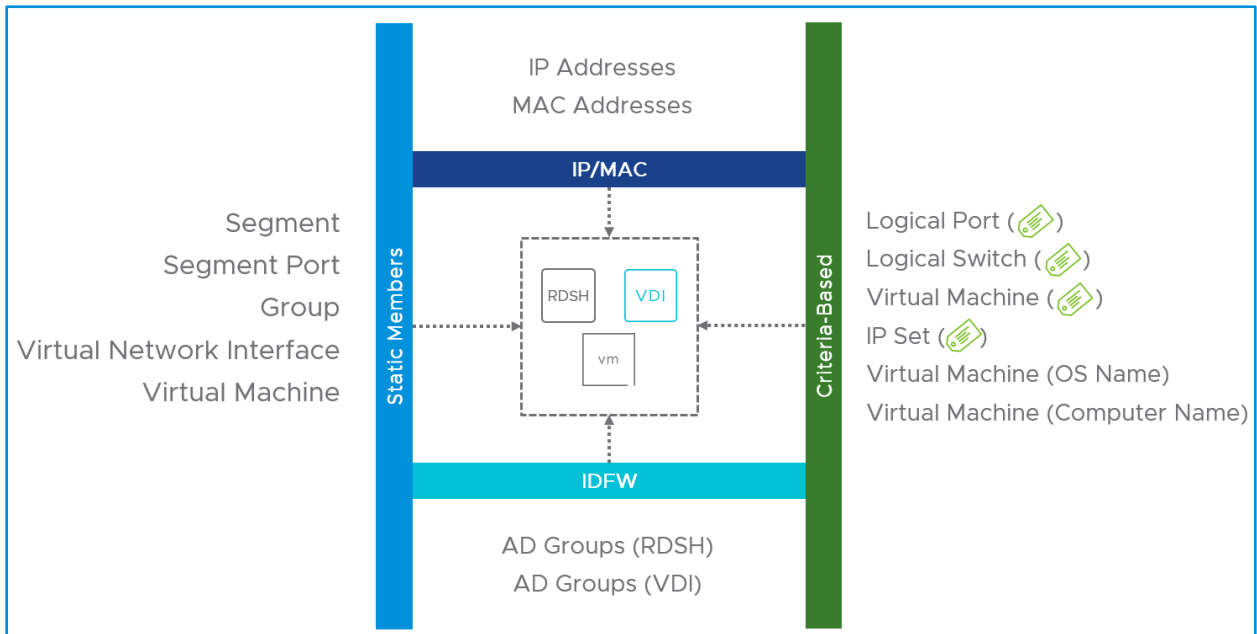 IP Addresses
MAC Addresses
IP/MAC
Segment
Segment Port
Group
Virtual Network Interface
Virtual Machine
Static Members
RDSH
VDI
vm
Criteria-Based
Logical Port ()
Logical Switch ()
Virtual Machine ()
IP Set ()
Virtual Machine (OS Name)
Virtual Machine (Computer Name)
IDFW
AD Groups (RDSH)
AD Groups (VDI)